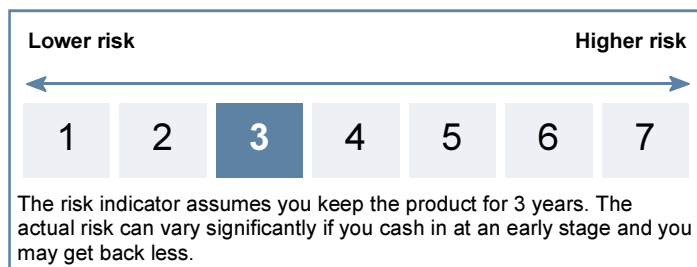 Lower risk Higher risk
1 2 3 4 5 6 7
The risk indicator assumes you keep the product for 3 years. The
actual risk can vary significantly if you cash in at an early stage and you
may get back less.